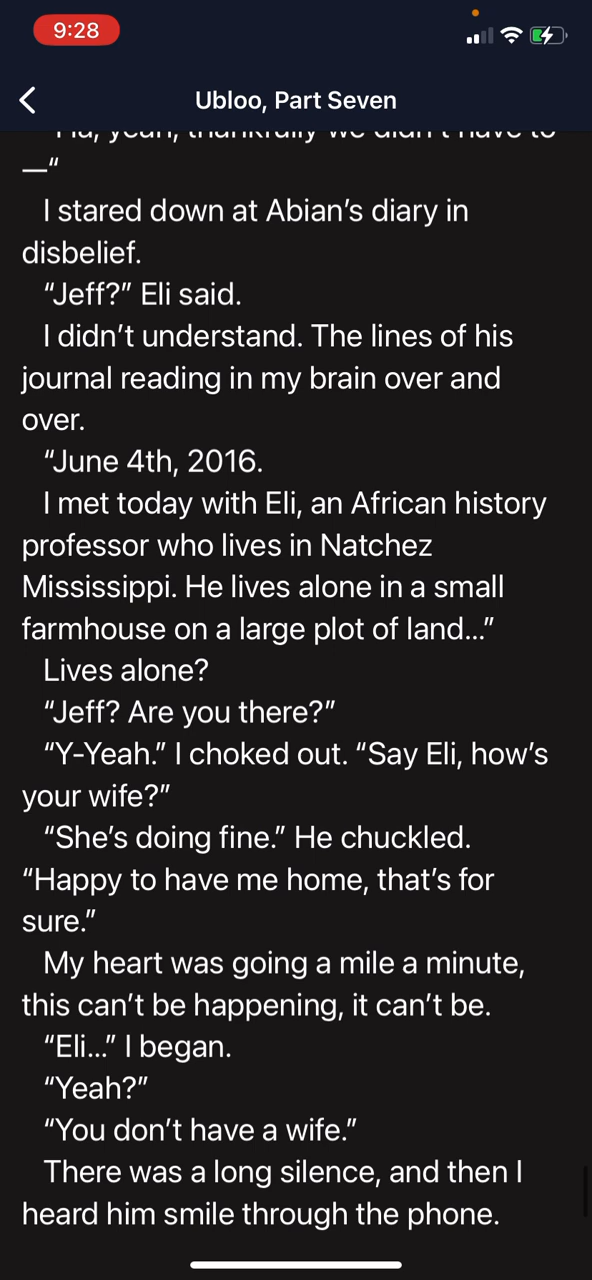 9:28
Ubloo, Part Seven
—"
I stared down at Abian’s diary in
disbelief.
“Jeff?” Eli said.
I didn’t understand. The lines of his
journal reading in my brain over and
over.
“June 4th, 2016.
I met today with Eli, an African history
professor who lives in Natchez
Mississippi. He lives alone in a small
farmhouse on a large plot of land...”
Lives alone?
“Jeff? Are you there?”
“Y-Yeah.” I choked out. “Say Eli, how’s
your wife?”
“She’s doing fine.” He chuckled.
“Happy to have me home, that’s for
sure.”
My heart was going a mile a minute,
this can’t be happening, it can’t be.
“Eli...” I began.
“Yeah?”
“You don’t have a wife.”
There was a long silence, and then I
heard him smile through the phone.